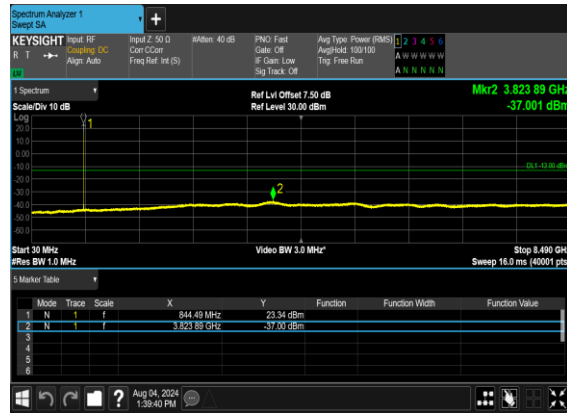 Spectrum Analyzer 1
Swept SA
+
KEYSIGHT Input: RF Input Z: 50 Ω #Atten: 40 dB PNO: Fast Avg Type: Power (RMS) 1 2 3 4 5 6
R T Coupling: DC Corr CCorr Gate: Off Avg|Hold: 100/100 A W W W W W
Align: Auto Freq Ref: Int (S) IF Gain: Low Trig: Free Run A N N N N N
Sig Track: Off
1 Spectrum
Ref Lvl Offset 7.50 dB Mkr2 3.823 89 GHz
Scale/Div 10 dB Ref Level 30.00 dBm -37.001 dBm
Log
1
20.0
10.0
0.00
-10.0
DL1 -13.00 dBm
-20.0
-30.0
2
-40.0
-50.0
-60.0
Start 30 MHz Video BW 3.0 MHz* Stop 8.490 GHz
#Res BW 1.0 MHz Sweep 16.0 ms (40001 pts)
5 Marker Table
Mode Trace Scale X Y Function Function Width Function Value
1 N 1 f 844.49 MHz 23.34 dBm
2 N 1 f 3.823 89 GHz -37.00 dBm
3
4
5
6
? Aug 04, 2024
1:39:40 PM